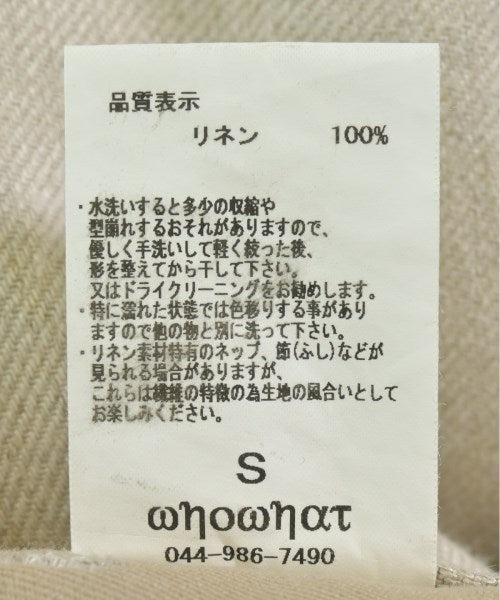 品質表示
リネン 100%
・水洗いすると多少の収縮や
型崩れするおそれがありますので、
優しく手洗いして軽く絞った後、
形を整えてから干して下さい。
又はドライクリーニングをお勧めします。
・特に濡れた状態では色移りする事があり
ますので他の物と別に洗って下さい。
・リネン素材特有のネップ、節(ふし)などが
見られる場合がありますが、
これらは繊維の特徴の為生地の風合いとして
お楽しみください。
S
ωηοωηατ
044-986-7490